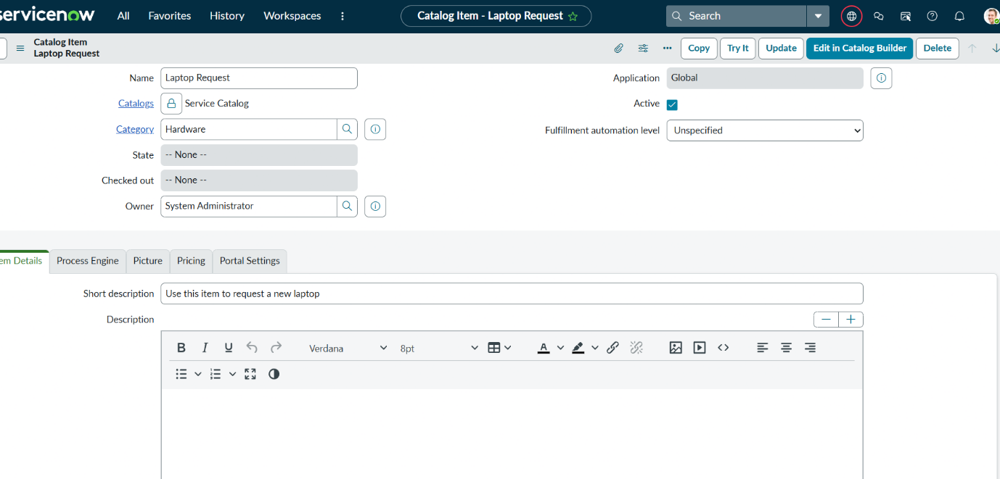 servicenow All Favorites History Workspaces Catalog Item - Laptop Request Search
Catalog Item
Laptop Request
Copy Try It Update Edit in Catalog Builder Delete
Name Laptop Request Application Global
Catalogs Service Catalog Active
Category Hardware Fulfillment automation level Unspecified
State -- None --
Checked out -- None --
Owner System Administrator
em Details Process Engine Picture Pricing Portal Settings
Short description Use this item to request a new laptop
Description
B I U Verdana 8pt A